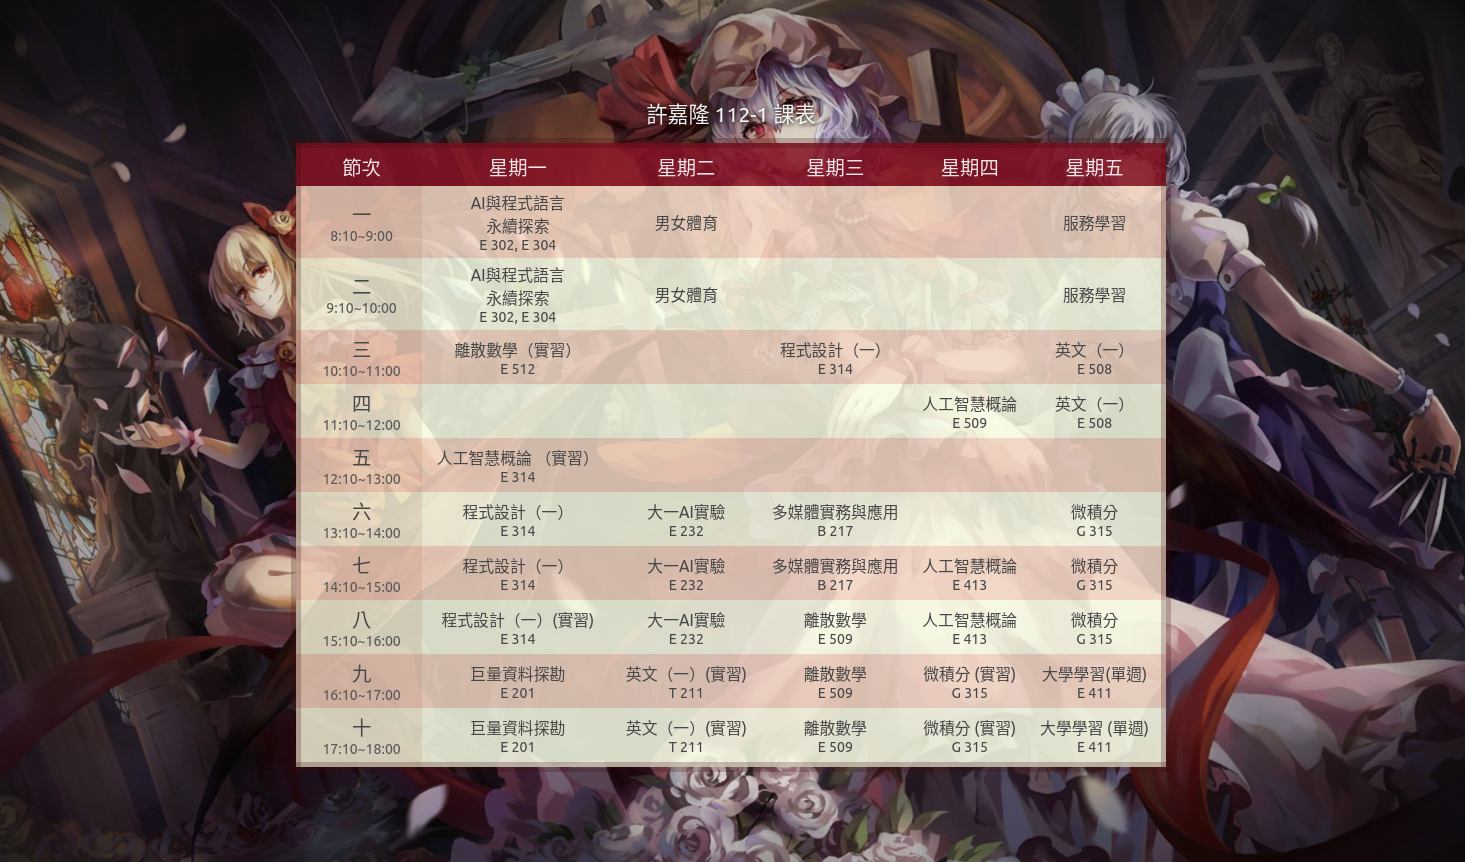 許嘉隆 112-1 課表
節次 星期一 星期二 星期三 星期四 星期五
一
8:10~9:00
AI與程式語言
永續探索
E 302, E 304
男女體育
服務學習
二
9:10~10:00
AI與程式語言
永續探索
E 302, E 304
男女體育
服務學習
三
10:10~11:00
離散數學（實習）
E 512
程式設計（一）
E 314
英文（一）
E 508
四
11:10~12:00
人工智慧概論
E 509
英文（一）
E 508
五
12:10~13:00
人工智慧概論 （實習）
E 314
六
13:10~14:00
程式設計（一）
E 314
大一AI實驗
E 232
多媒體實務與應用
B 217
微積分
G 315
七
14:10~15:00
程式設計（一）
E 314
大一AI實驗
E 232
多媒體實務與應用
B 217
人工智慧概論
E 413
微積分
G 315
八
15:10~16:00
程式設計（一）(實習)
E 314
大一AI實驗
E 232
離散數學
E 509
人工智慧概論
E 413
微積分
G 315
九
16:10~17:00
巨量資料探勘
E 201
英文（一）(實習)
T 211
離散數學
E 509
微積分 (實習)
G 315
大學學習(單週)
E 411
十
17:10~18:00
巨量資料探勘
E 201
英文（一）(實習)
T 211
離散數學
E 509
微積分 (實習)
G 315
大學學習 (單週)
E 411